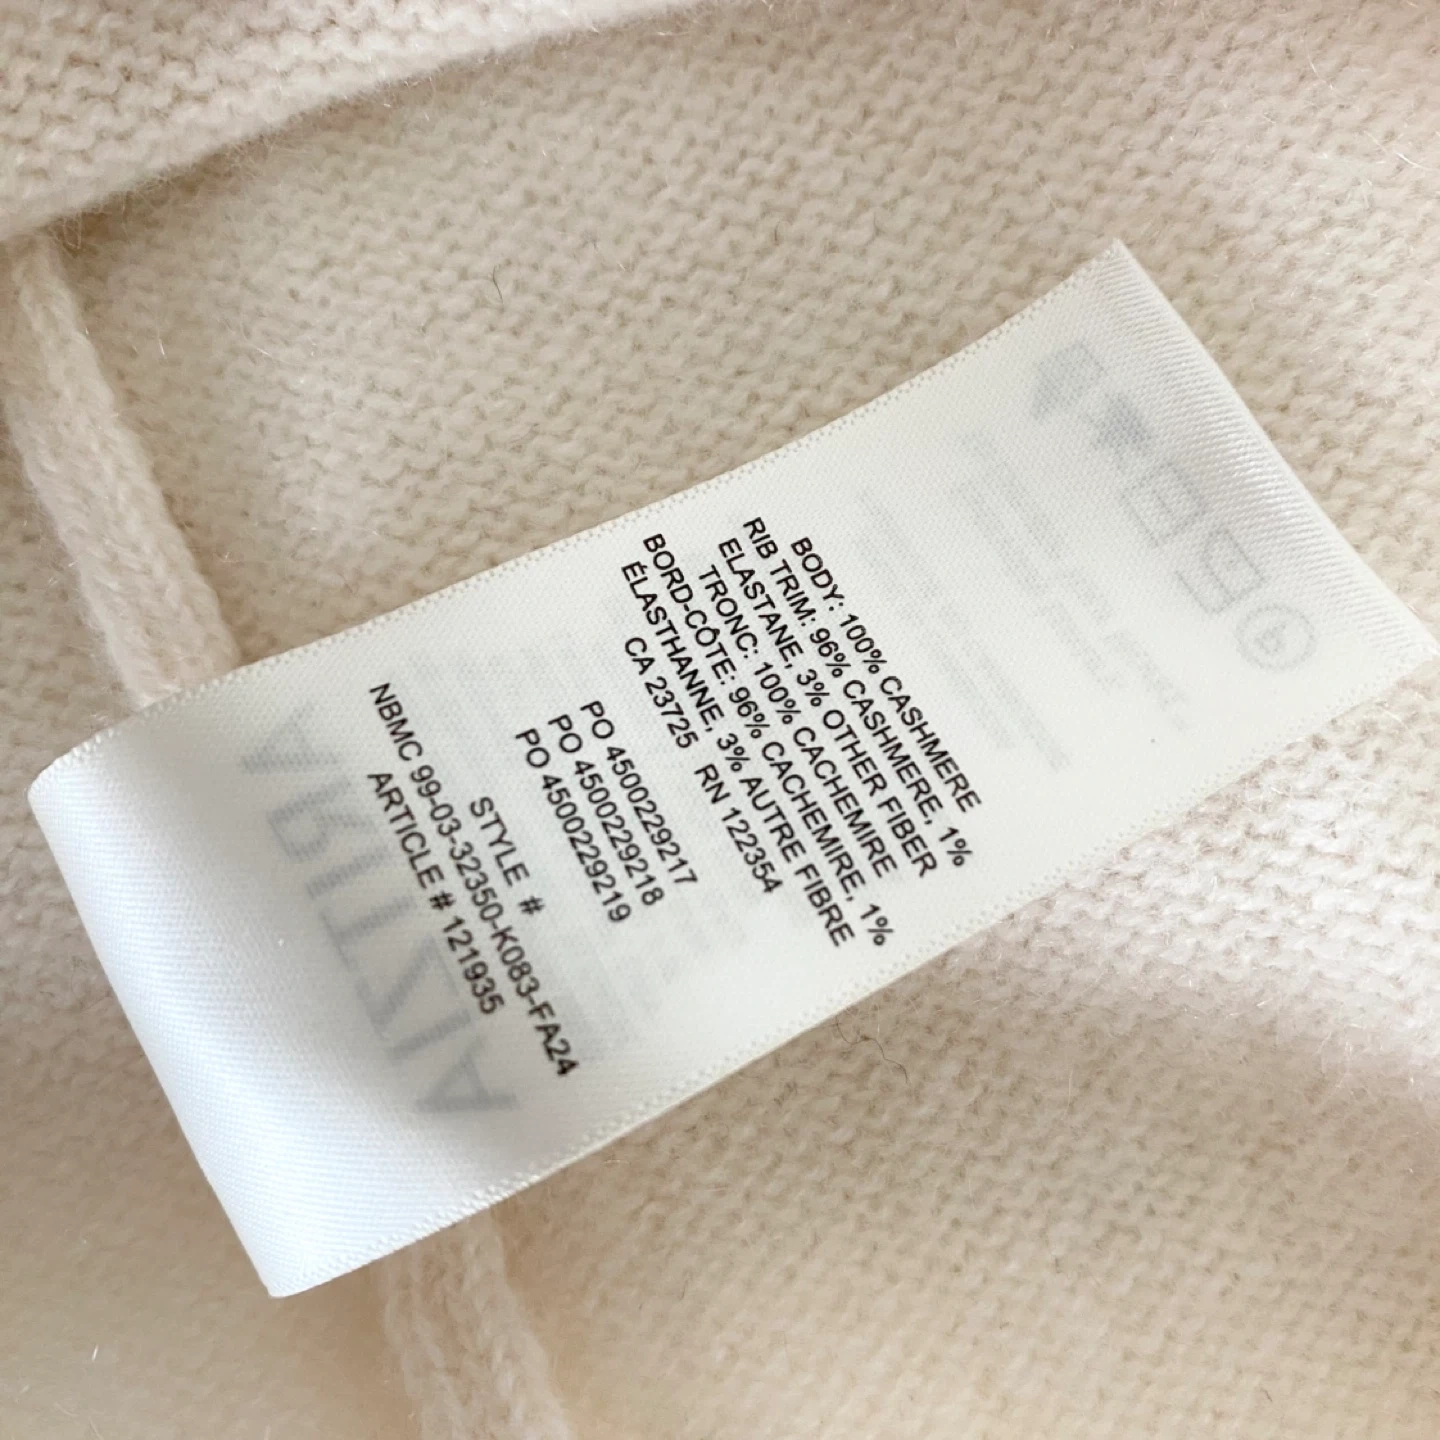 BODY: 100% CASHMERE
RIB TRIM: 96% CASHMERE, 1%
ELASTANE, 3% OTHER FIBER
TRONC: 100% CACHEMIRE
BORD-CÔTE: 96% CACHEMIRE, 1%
ÉLASTHANNE, 3% AUTRE FIBRE
CA 23725 RN 122354
PO 4500229217
PO 4500229218
PO 4500229219
STYLE #
NBMC 99-03-32350-K083-FA24
ARTICLE # 121935